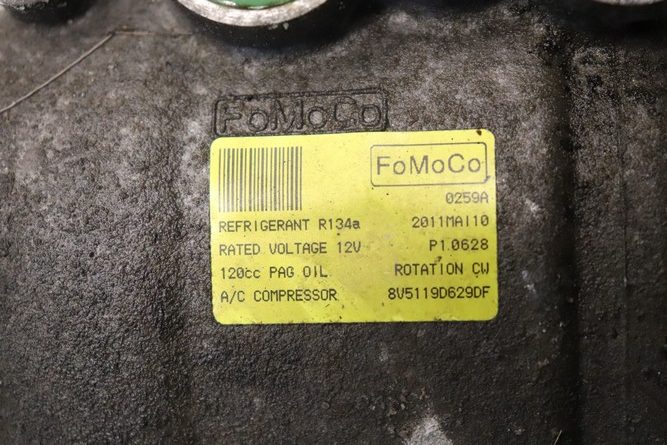 FoMoCo
FoMoCo
0259A
REFRIGERANT R134a 2011MAI10
RATED VOLTAGE 12V P1.0628
120cc PAG OIL ROTATION CW
A/C COMPRESSOR 8V5119D629DF